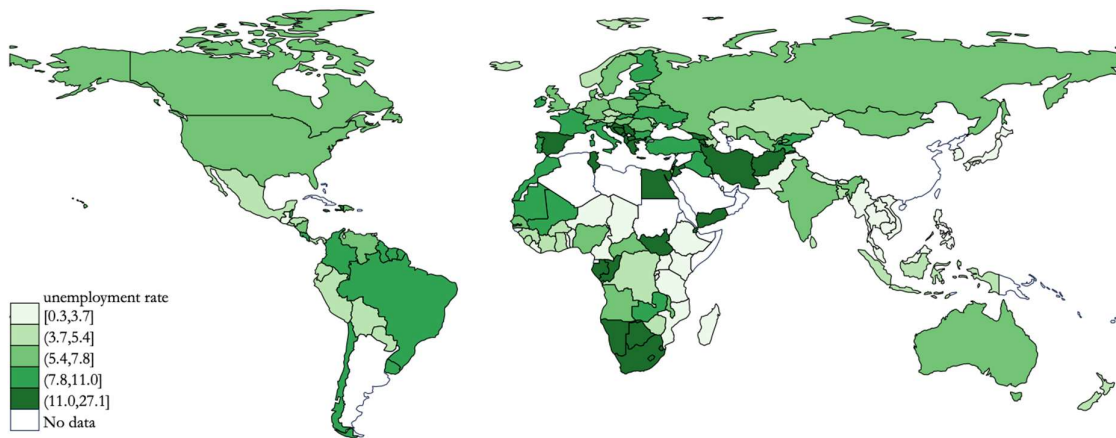 unemployment rate
[0.3,3.7]
(3.7,5.4]
(5.4,7.8]
(7.8,11.0]
(11.0,27.1]
No data